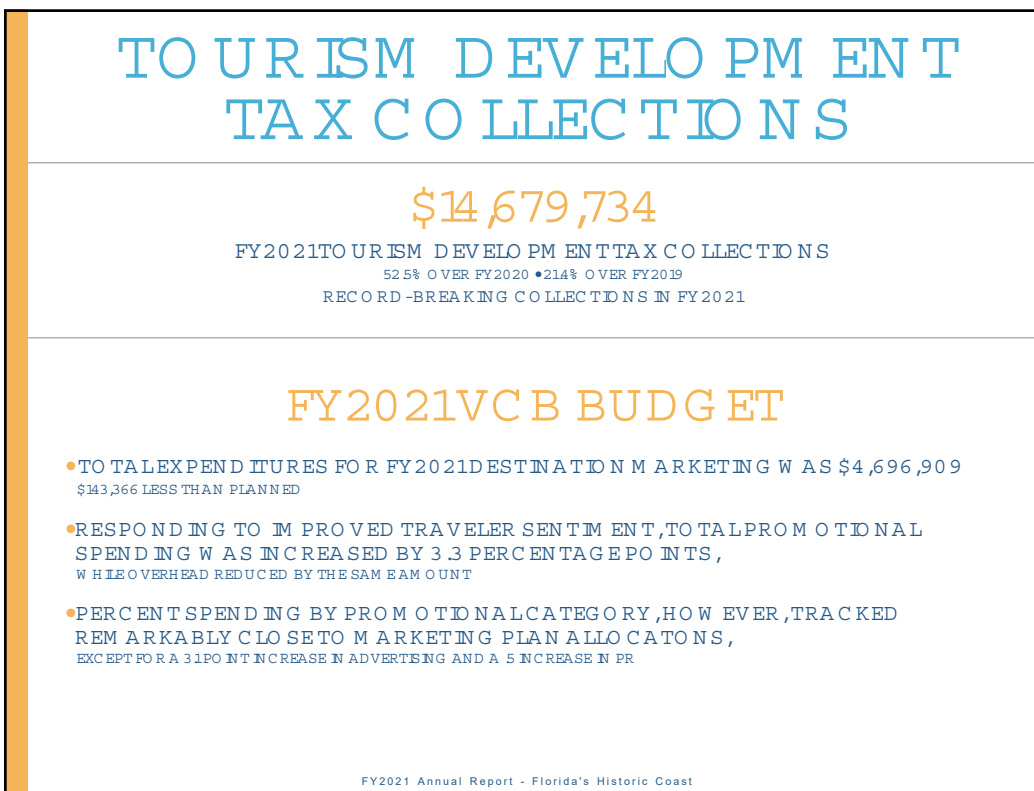 TOURISM DEVELOPMENT
TAX COLLECTIONS
$14,679,734
FY2021 TOURISM DEVELOPMENT TAX COLLECTIONS
52.5% OVER FY2020 •21.4% OVER FY2019
RECORD-BREAKING COLLECTIONS IN FY2021
FY2021 VCB BUDGET
•TOTAL EXPENDITURES FOR FY2021 DESTINATION MARKETING WAS $4,696,909
$143,366 LESS THAN PLANNED
•RESPONDING TO IMPROVED TRAVELER SENTIMENT, TOTAL PROMOTIONAL
SPENDING WAS INCREASED BY 3.3 PERCENTAGE POINTS,
WHILE OVERHEAD REDUCED BY THE SAME AMOUNT
•PERCENT SPENDING BY PROMOTIONAL CATEGORY, HOWEVER, TRACKED
REMARKABLY CLOSE TO MARKETING PLAN ALLOCATONS,
EXCEPT FOR A 3.1 POINT INCREASE IN ADVERTISING AND A .5 INCREASE IN PR
FY2021 Annual Report - Florida's Historic Coast